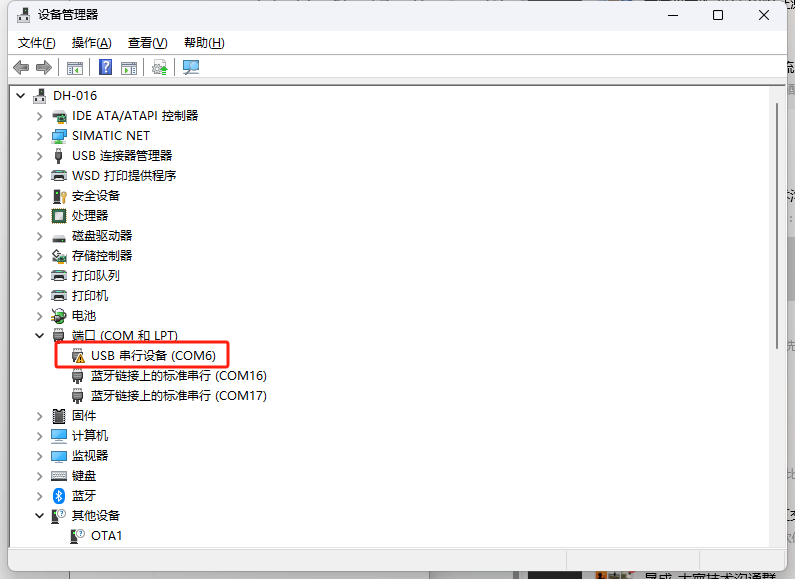 设备管理器
文件(F) 操作(A) 查看(V) 帮助(H)
DH-016
IDE ATA/ATAPI 控制器
SIMATIC NET
USB 连接器管理器
WSD 打印提供程序
安全设备
处理器
磁盘驱动器
存储控制器
打印队列
打印机
电池
端口 (COM 和 LPT)
USB 串行设备 (COM6)
蓝牙链接上的标准串行 (COM16)
蓝牙链接上的标准串行 (COM17)
固件
计算机
监视器
键盘
蓝牙
其他设备
OTA1